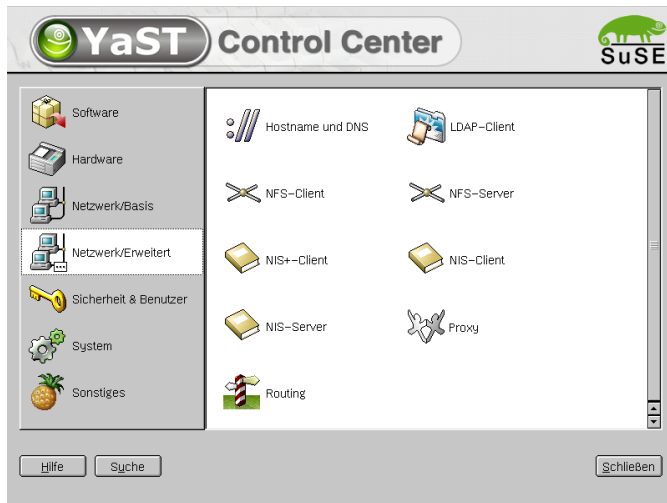 YaST Control Center
SuSE
Software
Hardware
Netzwerk/Basis
Netzwerk/Erweitert
Sicherheit & Benutzer
System
Sonstiges
Hostname und DNS
LDAP-Client
NFS-Client
NFS-Server
NIS+-Client
NIS-Client
NIS-Server
Proxy
Routing
Hilfe
Suche
Schließen